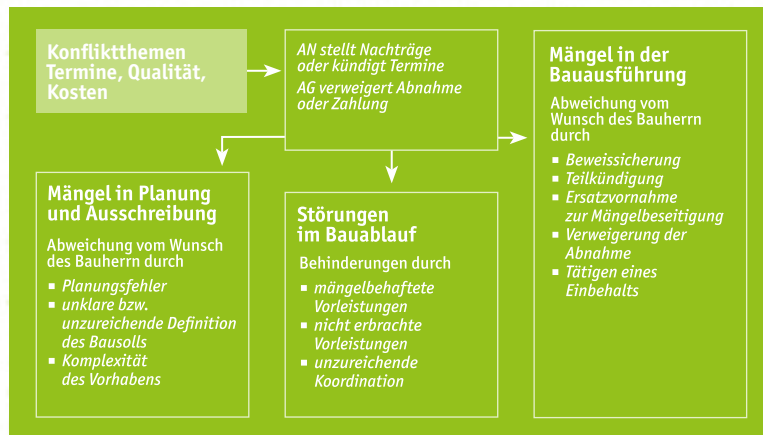 Konfliktthemen
Termine, Qualität,
Kosten
AN stellt Nachträge
oder kündigt Termine
AG verweigert Abnahme
oder Zahlung
Mängel in der
Bauausführung
Abweichung vom
Wunsch des Bauherrn
durch
Beweissicherung
Teilkündigung
Ersatzvornahme
zur Mängelbeseitigung
Verweigerung der
Abnahme
Tätigen eines
Einbehalts
Mängel in Planung
und Ausschreibung
Abweichung vom Wunsch
des Bauherrn durch
Planungsfehler
unklare bzw.
unzureichende Definition
des Bausolls
Komplexität
des Vorhabens
Störungen
im Bauablauf
Behinderungen durch
mängelbehaftete
Vorleistungen
nicht erbrachte
Vorleistungen
unzureichende
Koordination